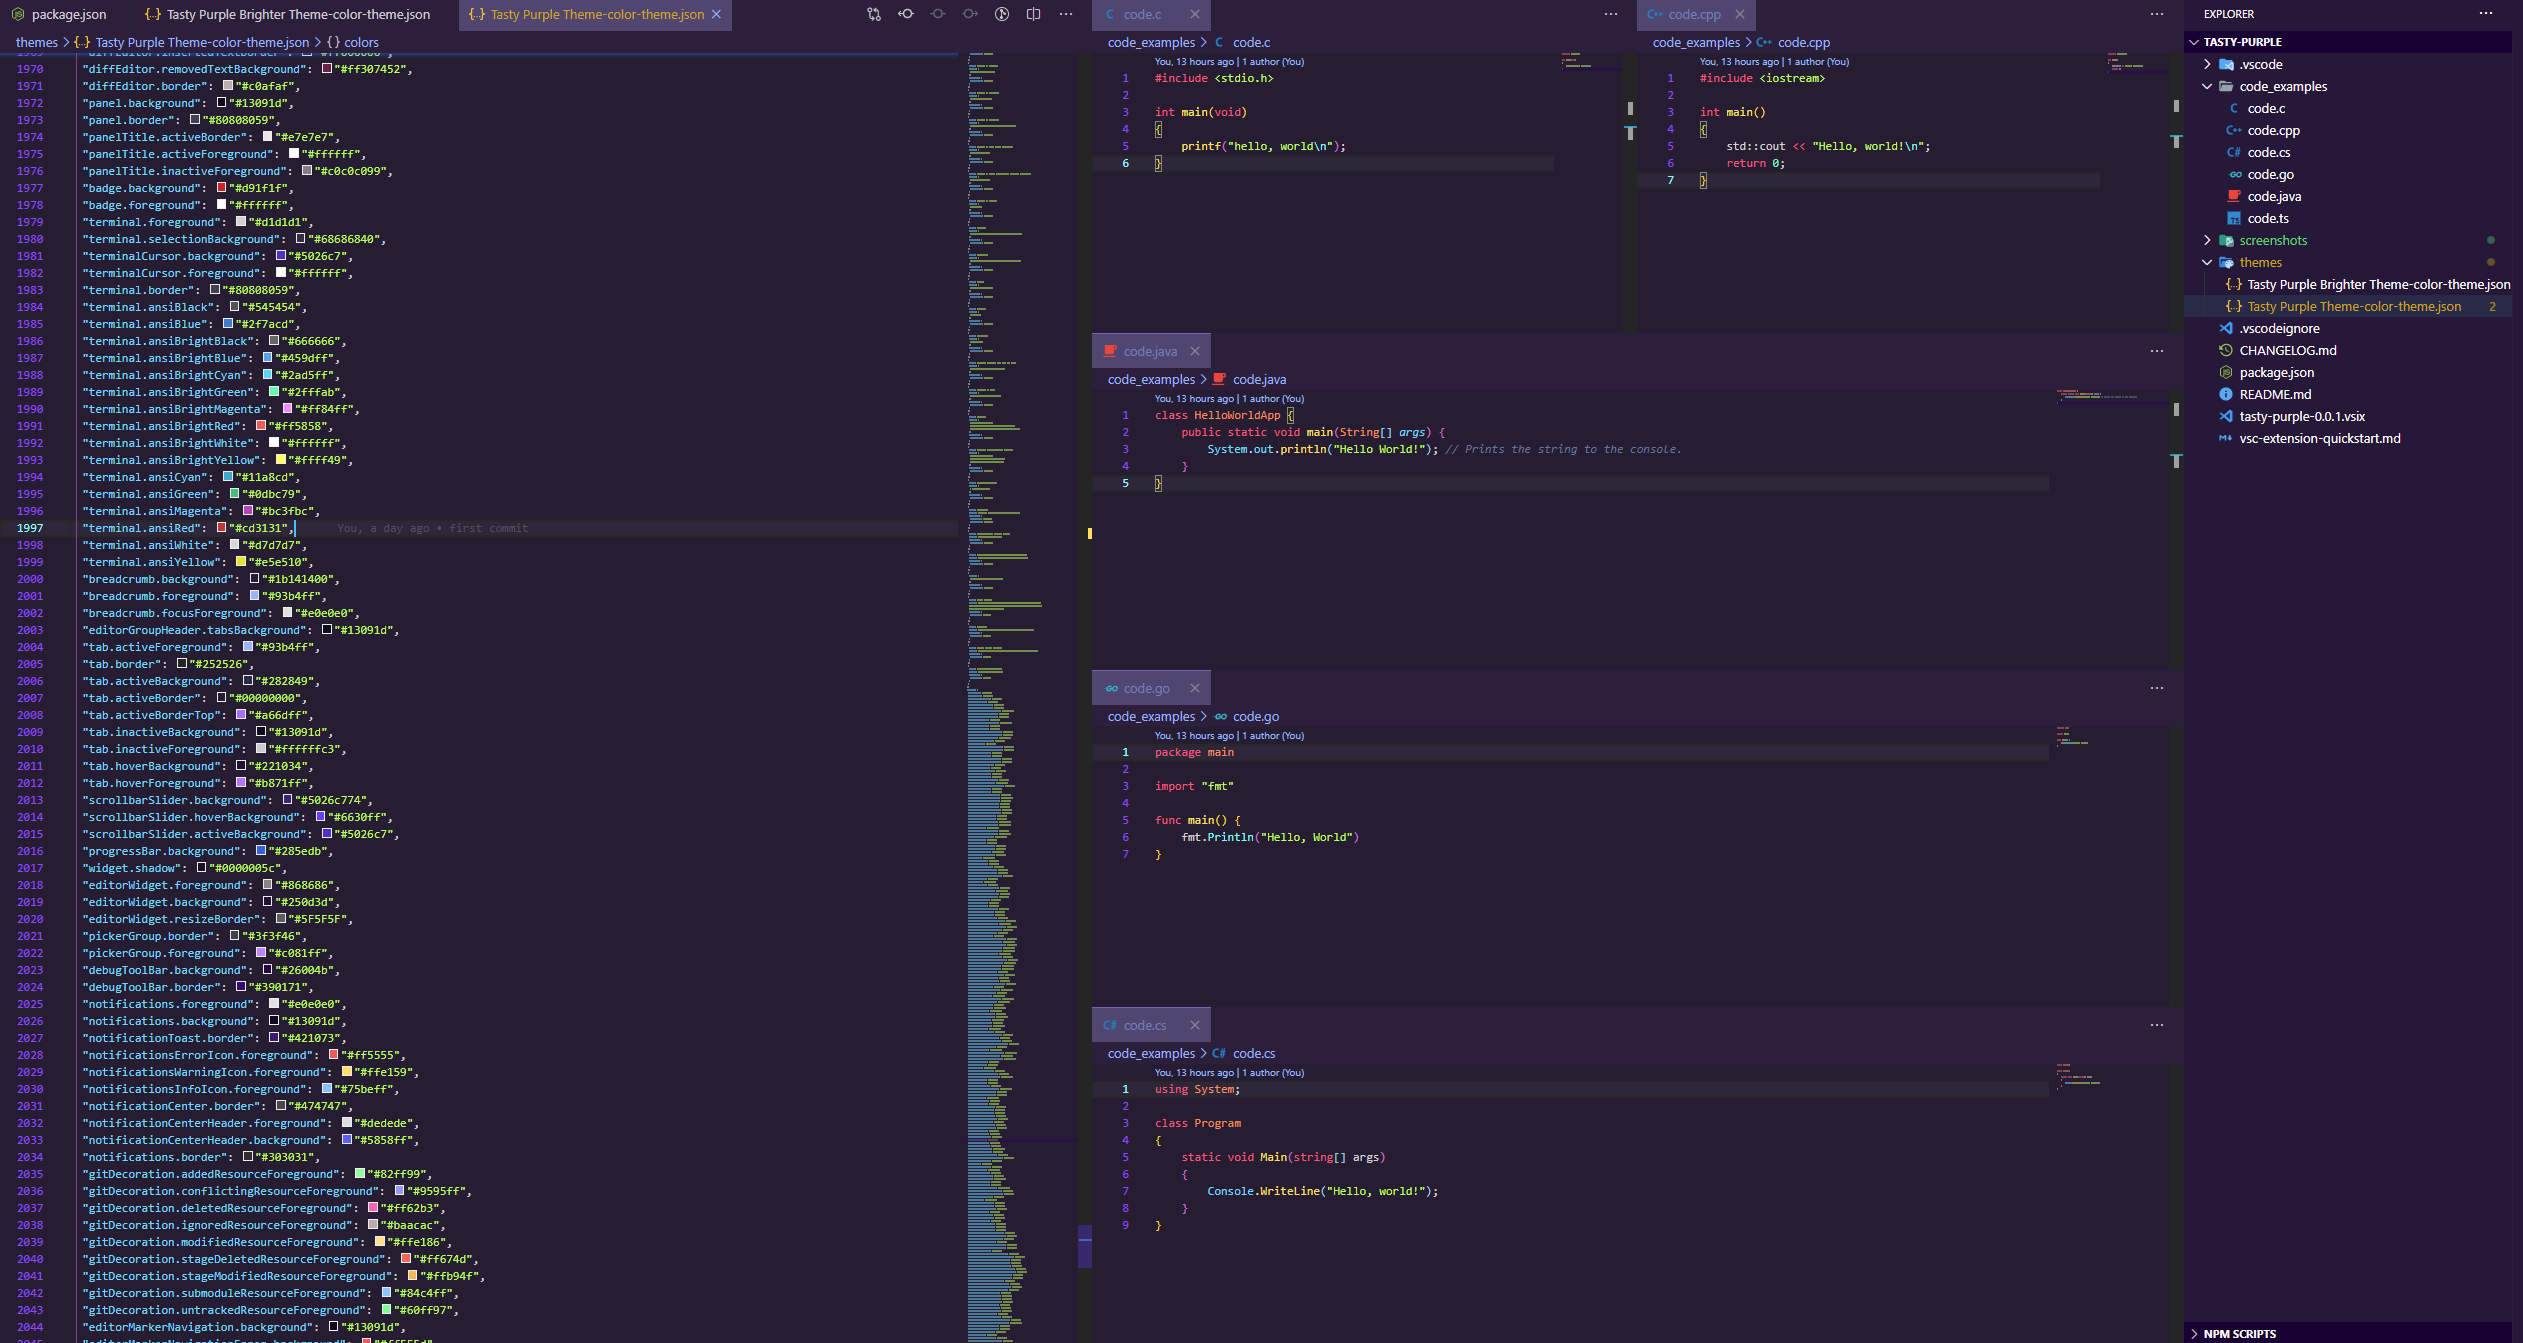 package.json
{..} Tasty Purple Brighter Theme-color-theme.json
{..} Tasty Purple Theme-color-theme.json
themes > {..} Tasty Purple Theme-color-theme.json > {} colors
1970 "diffEditor.removedTextBackground": "#ff307452",
1971 "diffEditor.border": "#c0afaf",
1972 "panel.background": "#13091d",
1973 "panel.border": "#80808059",
1974 "panelTitle.activeBorder": "#e7e7e7",
1975 "panelTitle.activeForeground": "#ffffff",
1976 "panelTitle.inactiveForeground": "#c0c0c099",
1977 "badge.background": "#d91f1f",
1978 "badge.foreground": "#ffffff",
1979 "terminal.foreground": "#d1d1d1",
1980 "terminal.selectionBackground": "#68686840",
1981 "terminalCursor.background": "#5026c7",
1982 "terminalCursor.foreground": "#ffffff",
1983 "terminal.border": "#80808059",
1984 "terminal.ansiBlack": "#545454",
1985 "terminal.ansiBlue": "#2f7acd",
1986 "terminal.ansiBrightBlack": "#666666",
1987 "terminal.ansiBrightBlue": "#459dff",
1988 "terminal.ansiBrightCyan": "#2ad5ff",
1989 "terminal.ansiBrightGreen": "#2fffab",
1990 "terminal.ansiBrightMagenta": "#ff84ff",
1991 "terminal.ansiBrightRed": "#ff5858",
1992 "terminal.ansiBrightWhite": "#ffffff",
1993 "terminal.ansiBrightYellow": "#ffff49",
1994 "terminal.ansiCyan": "#11a8cd",
1995 "terminal.ansiGreen": "#0dbc79",
1996 "terminal.ansiMagenta": "#bc3fbc",
1997 "terminal.ansiRed": "#cd3131", You, a day ago • first commit
1998 "terminal.ansiWhite": "#d7d7d7",
1999 "terminal.ansiYellow": "#e5e510",
2000 "breadcrumb.background": "#1b141400",
2001 "breadcrumb.foreground": "#93b4ff",
2002 "breadcrumb.focusForeground": "#e0e0e0",
2003 "editorGroupHeader.tabsBackground": "#13091d",
2004 "tab.activeForeground": "#93b4ff",
2005 "tab.border": "#252526",
2006 "tab.activeBackground": "#282849",
2007 "tab.activeBorder": "#00000000",
2008 "tab.activeBorderTop": "#a66dff",
2009 "tab.inactiveBackground": "#13091d",
2010 "tab.inactiveForeground": "#ffffffc3",
2011 "tab.hoverBackground": "#221034",
2012 "tab.hoverForeground": "#b871ff",
2013 "scrollbarSlider.background": "#5026c774",
2014 "scrollbarSlider.hoverBackground": "#6630ff",
2015 "scrollbarSlider.activeBackground": "#5026c7",
2016 "progressBar.background": "#285edb",
2017 "widget.shadow": "#0000005c",
2018 "editorWidget.foreground": "#868686",
2019 "editorWidget.background": "#250d3d",
2020 "editorWidget.resizeBorder": "#5F5F5F",
2021 "pickerGroup.border": "#3f3f46",
2022 "pickerGroup.foreground": "#c081ff",
2023 "debugToolBar.background": "#26004b",
2024 "debugToolBar.border": "#390171",
2025 "notifications.foreground": "#e0e0e0",
2026 "notifications.background": "#13091d",
2027 "notificationToast.border": "#421073",
2028 "notificationsErrorIcon.foreground": "#ff5555",
2029 "notificationsWarningIcon.foreground": "#ffe159",
2030 "notificationsInfoIcon.foreground": "#75beff",
2031 "notificationCenter.border": "#474747",
2032 "notificationCenterHeader.foreground": "#dedede",
2033 "notificationCenterHeader.background": "#5858ff",
2034 "notifications.border": "#303031",
2035 "gitDecoration.addedResourceForeground": "#82ff99",
2036 "gitDecoration.conflictingResourceForeground": "#9595ff",
2037 "gitDecoration.deletedResourceForeground": "#ff62b3",
2038 "gitDecoration.ignoredResourceForeground": "#baacac",
2039 "gitDecoration.modifiedResourceForeground": "#ffe186",
2040 "gitDecoration.stageDeletedResourceForeground": "#ff674d",
2041 "gitDecoration.stageModifiedResourceForeground": "#ffb94f",
2042 "gitDecoration.submoduleResourceForeground": "#84c4ff",
2043 "gitDecoration.untrackedResourceForeground": "#60ff97",
2044 "editorMarkerNavigation.background": "#13091d",
C code.c
code_examples > C code.c
You, 13 hours ago | 1 author (You)
1 #include <stdio.h>
2
3 int main(void)
4 {
5 printf("hello, world\n");
6 }
C++ code.cpp
code_examples > C++ code.cpp
You, 13 hours ago | 1 author (You)
1 #include <iostream>
2
3 int main()
4 {
5 std::cout << "Hello, world!\n";
6 return 0;
7 }
code.java
code_examples > code.java
You, 13 hours ago | 1 author (You)
1 class HelloWorldApp {
2 public static void main(String[] args) {
3 System.out.println("Hello World!"); // Prints the string to the console.
4 }
5 }
GO code.go
code_examples > GO code.go
You, 13 hours ago | 1 author (You)
1 package main
2
3 import "fmt"
4
5 func main() {
6 fmt.Println("Hello, World")
7 }
C# code.cs
code_examples > C# code.cs
You, 13 hours ago | 1 author (You)
1 using System;
2
3 class Program
4 {
5 static void Main(string[] args)
6 {
7 Console.WriteLine("Hello, world!");
8 }
9 }
EXPLORER
TASTY-PURPLE
.vscode
code_examples
C code.c
C++ code.cpp
C# code.cs
GO code.go
code.java
TS code.ts
screenshots
themes
{..} Tasty Purple Brighter Theme-color-theme.json
{..} Tasty Purple Theme-color-theme.json 2
.vscodeignore
CHANGELOG.md
package.json
README.md
tasty-purple-0.0.1.vsix
vsc-extension-quickstart.md
NPM SCRIPTS